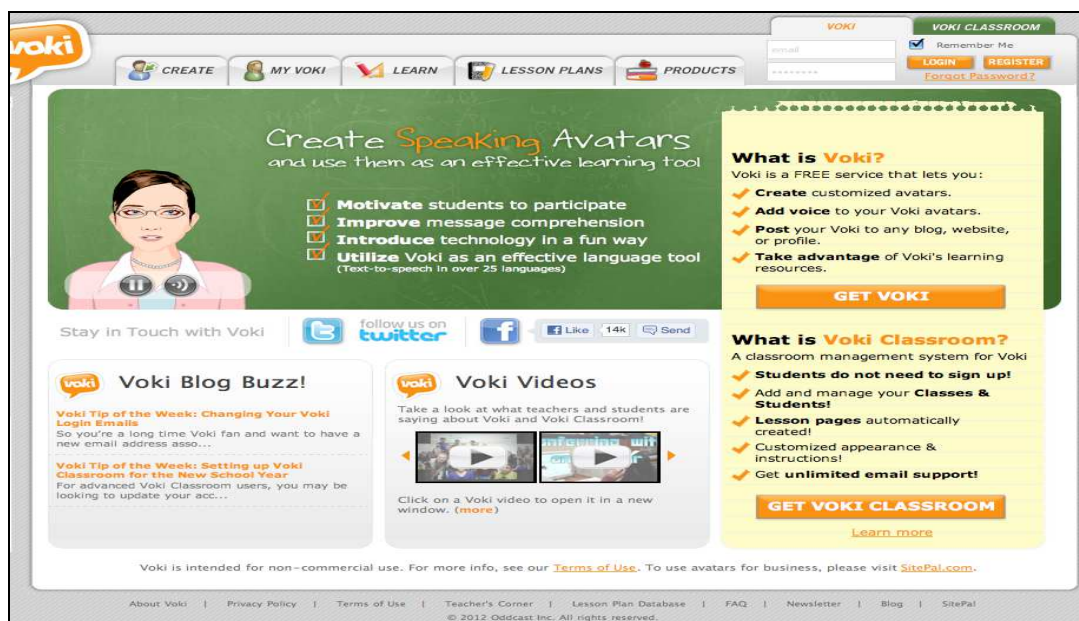 voki
VOKI
VOKI CLASSROOM
email
Remember Me
LOGIN
REGISTER
Forgot Password?
CREATE
MY VOKI
LEARN
LESSON PLANS
PRODUCTS
Create Speaking Avatars
and use them as an effective learning tool
Motivate students to participate
Improve message comprehension
Introduce technology in a fun way
Utilize Voki as an effective language tool
(Text-to-speech in over 25 languages)
What is Voki?
Voki is a FREE service that lets you:
Create customized avatars.
Add voice to your Voki avatars.
Post your Voki to any blog, website,
or profile.
Take advantage of Voki's learning
resources.
GET VOKI
Stay in Touch with Voki
follow us on
twitter
Like
14k
Send
What is Voki Classroom?
A classroom management system for Voki
Students do not need to sign up!
Add and manage your Classes &
Students!
Lesson pages automatically
created!
Customized appearance &
instructions!
Get unlimited email support!
GET VOKI CLASSROOM
Learn more
voki
Voki Blog Buzz!
Voki Tip of the Week: Changing Your Voki
Login Emails
So you're a long time Voki fan and want to have a
new email address asso...
Voki Tip of the Week: Setting up Voki
Classroom for the New School Year
For advanced Voki Classroom users, you may be
looking to update your acc...
voki
Voki Videos
Take a look at what teachers and students are
saying about Voki and Voki Classroom!
Click on a Voki video to open it in a new
window. (more)
Voki is intended for non-commercial use. For more info, see our Terms of Use. To use avatars for business, please visit SitePal.com.
About Voki | Privacy Policy | Terms of Use | Teacher's Corner | Lesson Plan Database | FAQ | Newsletter | Blog | SitePal
© 2012 Oddcast Inc. All rights reserved.